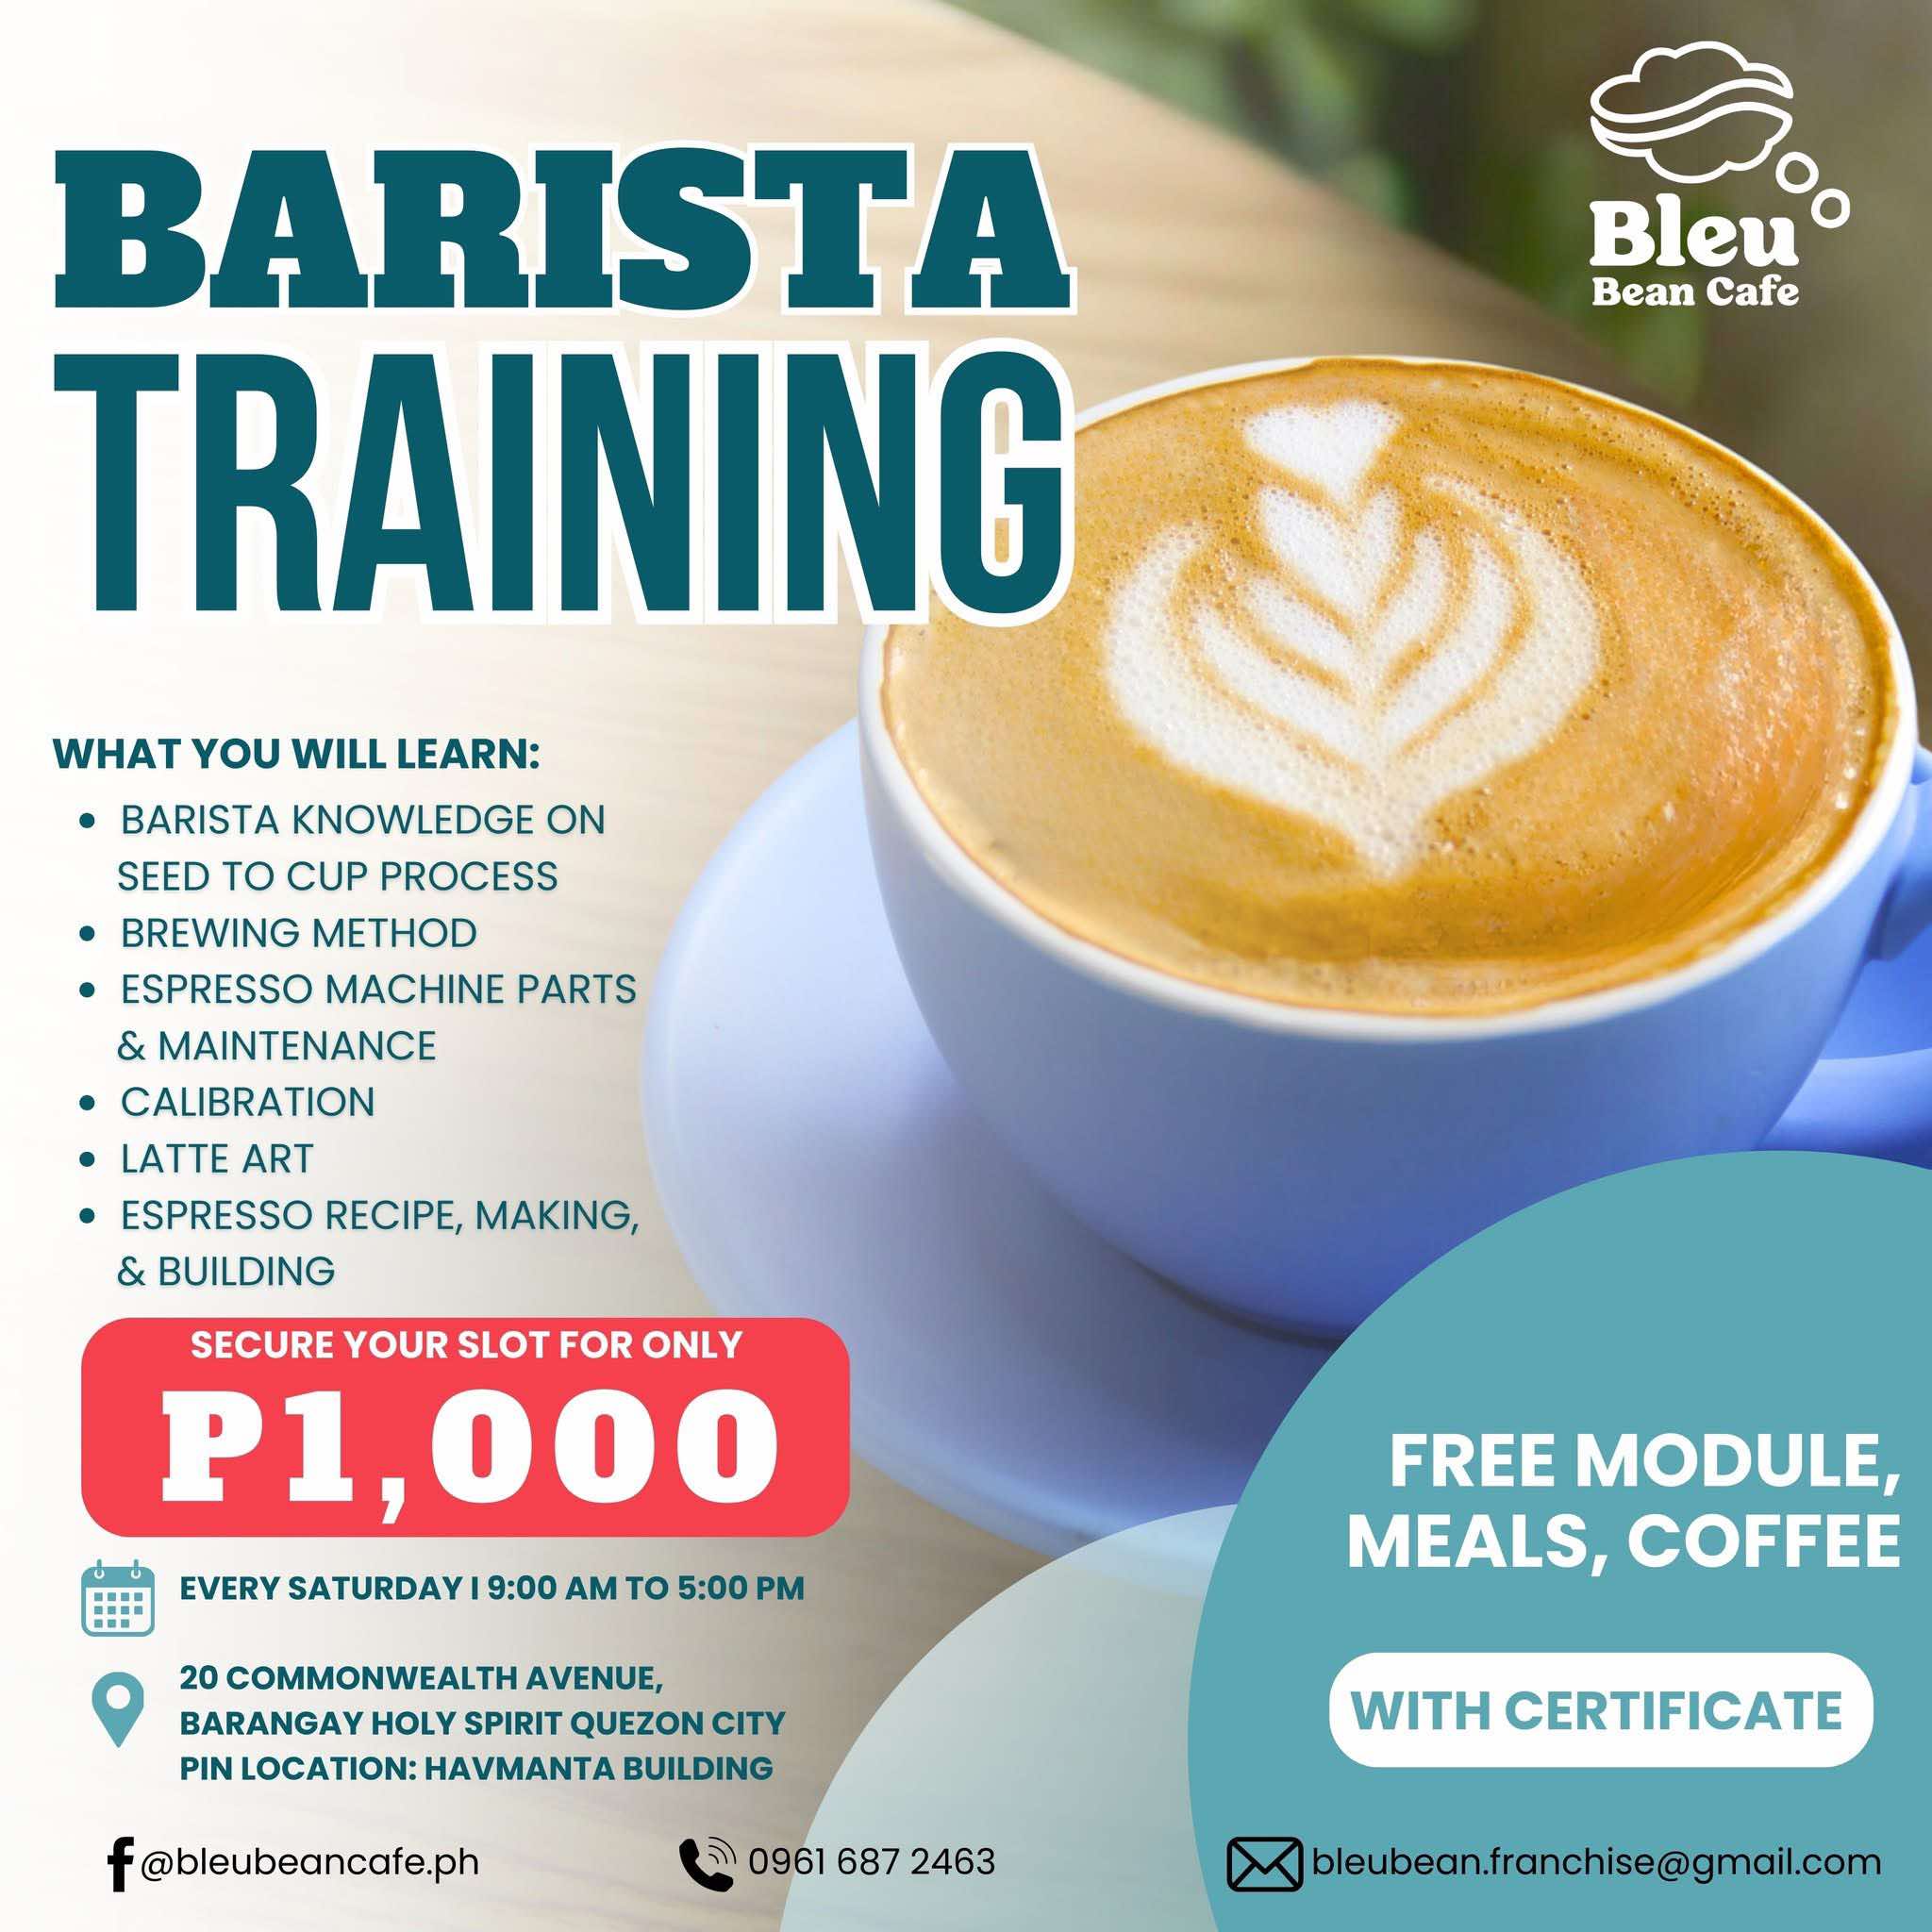 Bleu
Bean Cafe
BARISTA
TRAINING
WHAT YOU WILL LEARN:
• BARISTA KNOWLEDGE ON
SEED TO CUP PROCESS
• BREWING METHOD
• ESPRESSO MACHINE PARTS
& MAINTENANCE
• CALIBRATION
• LATTE ART
• ESPRESSO RECIPE, MAKING,
& BUILDING
SECURE YOUR SLOT FOR ONLY
P1,000
EVERY SATURDAY I 9:00 AM TO 5:00 PM
20 COMMONWEALTH AVENUE,
BARANGAY HOLY SPIRIT QUEZON CITY
PIN LOCATION: HAVMANTA BUILDING
FREE MODULE,
MEALS, COFFEE
WITH CERTIFICATE
@bleubeancafe.ph
0961 687 2463
bleubean.franchise@gmail.com